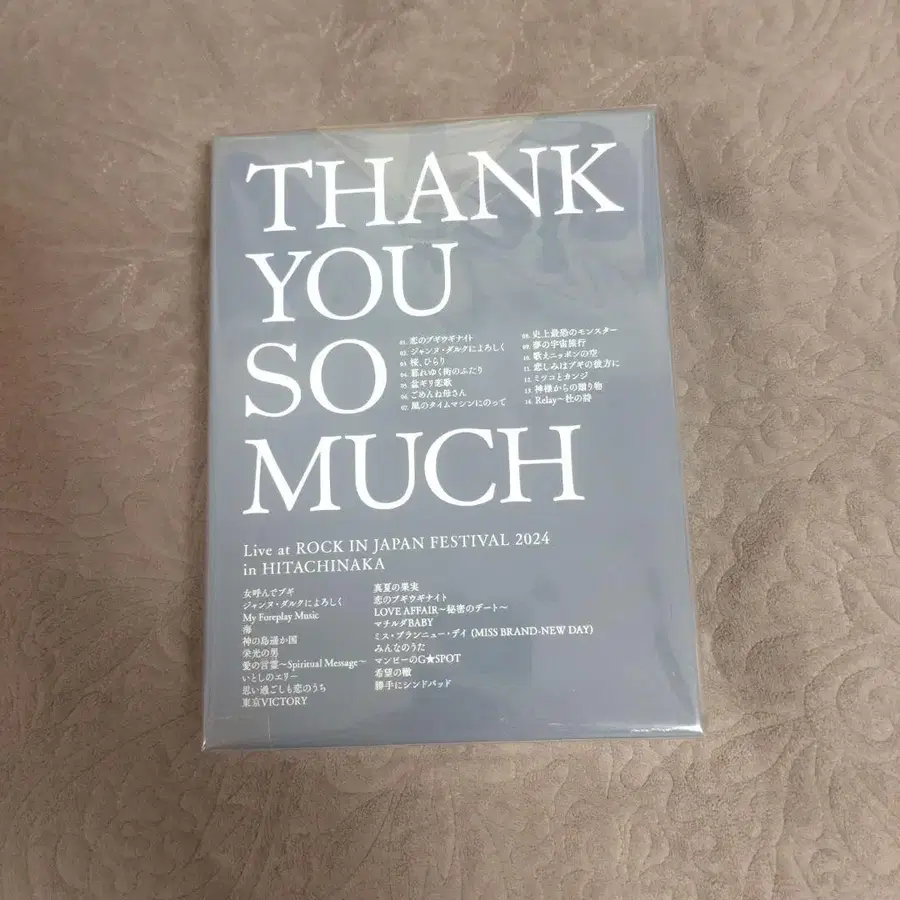 THANK
YOU
SO
MUCH
01. 恋のブギウギナイト
02. ジャンヌ・ダルクによろしく
03. 桜、ひらり
04. 暮れゆく街のふたり
05. 盆ギリ恋歌
06. ごめんね母さん
07. 風のタイムマシンにのって
08. 史上最恐のモンスター
09. 夢の宇宙旅行
10. 歌えニッポンの空
11. 悲しみはブギの彼方に
12. ミツコとカンジ
13. 神様からの贈り物
14. Relay〜杜の詩
Live at ROCK IN JAPAN FESTIVAL 2024
in HITACHINAKA
女呼んでブギ
ジャンヌ・ダルクによろしく
My Foreplay Music
海
神の島遥か国
栄光の男
愛の言霊〜Spiritual Message〜
いとしのエリー
思い過ごしも恋のうち
東京VICTORY
真夏の果実
恋のブギウギナイト
LOVE AFFAIR〜秘密のデート〜
マチルダBABY
ミス・ブランニュー・デイ (MISS BRAND-NEW DAY)
みんなのうた
マンピーのG★SPOT
希望の轍
勝手にシンドバッド